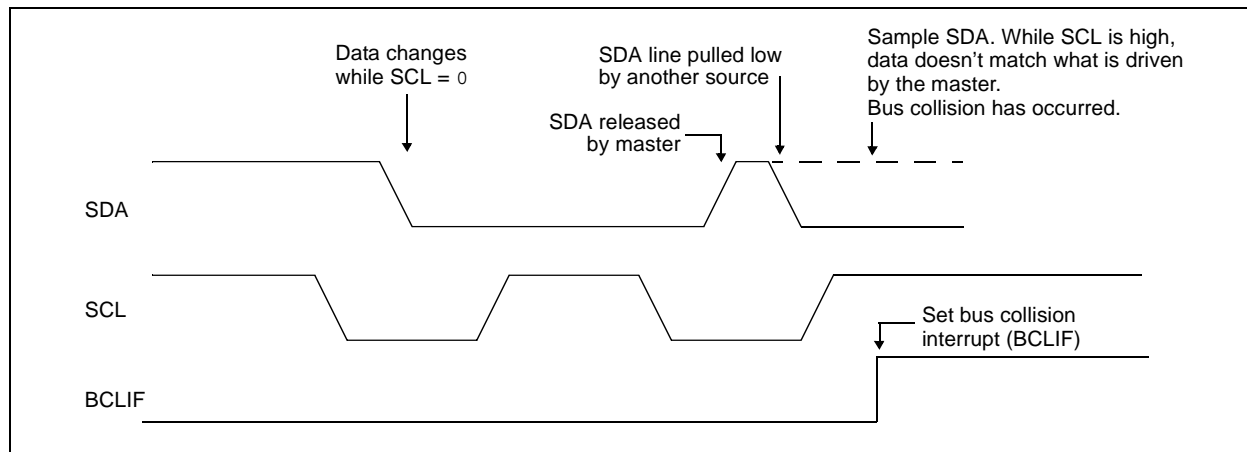 Data changes
while SCL = 0
SDA line pulled low
by another source
Sample SDA. While SCL is high,
data doesn't match what is driven
by the master.
Bus collision has occurred.
SDA released
by master
SDA
SCL
Set bus collision
interrupt (BCLIF)
BCLIF